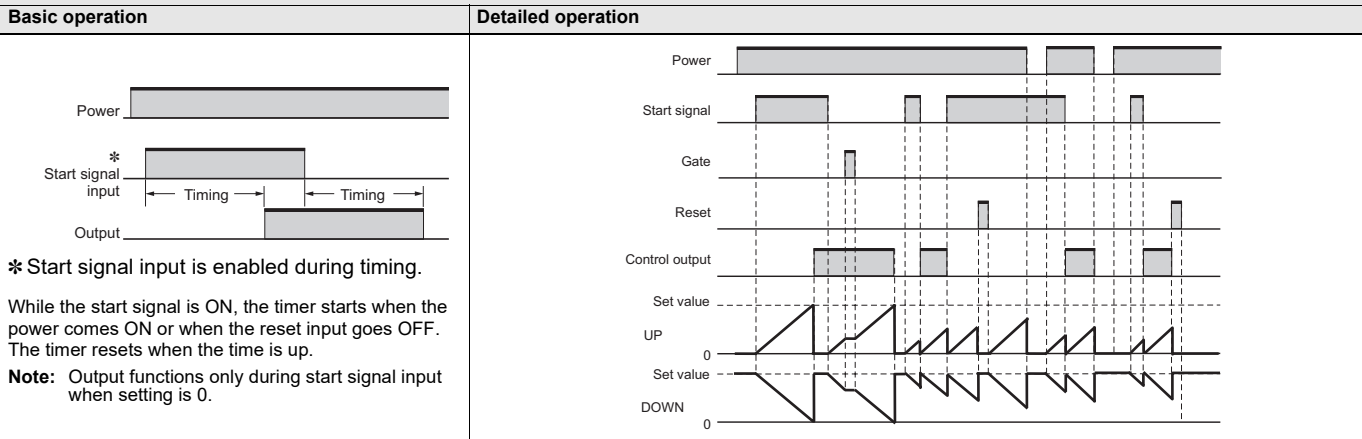 Basic operation
Detailed operation
Power
✻
Start signal
input
Timing
Timing
Output
✻ Start signal input is enabled during timing.
While the start signal is ON, the timer starts when the
power comes ON or when the reset input goes OFF.
The timer resets when the time is up.
Note: Output functions only during start signal input
when setting is 0.
Power
Start signal
Gate
Reset
Control output
Set value
UP
0
Set value
DOWN
0